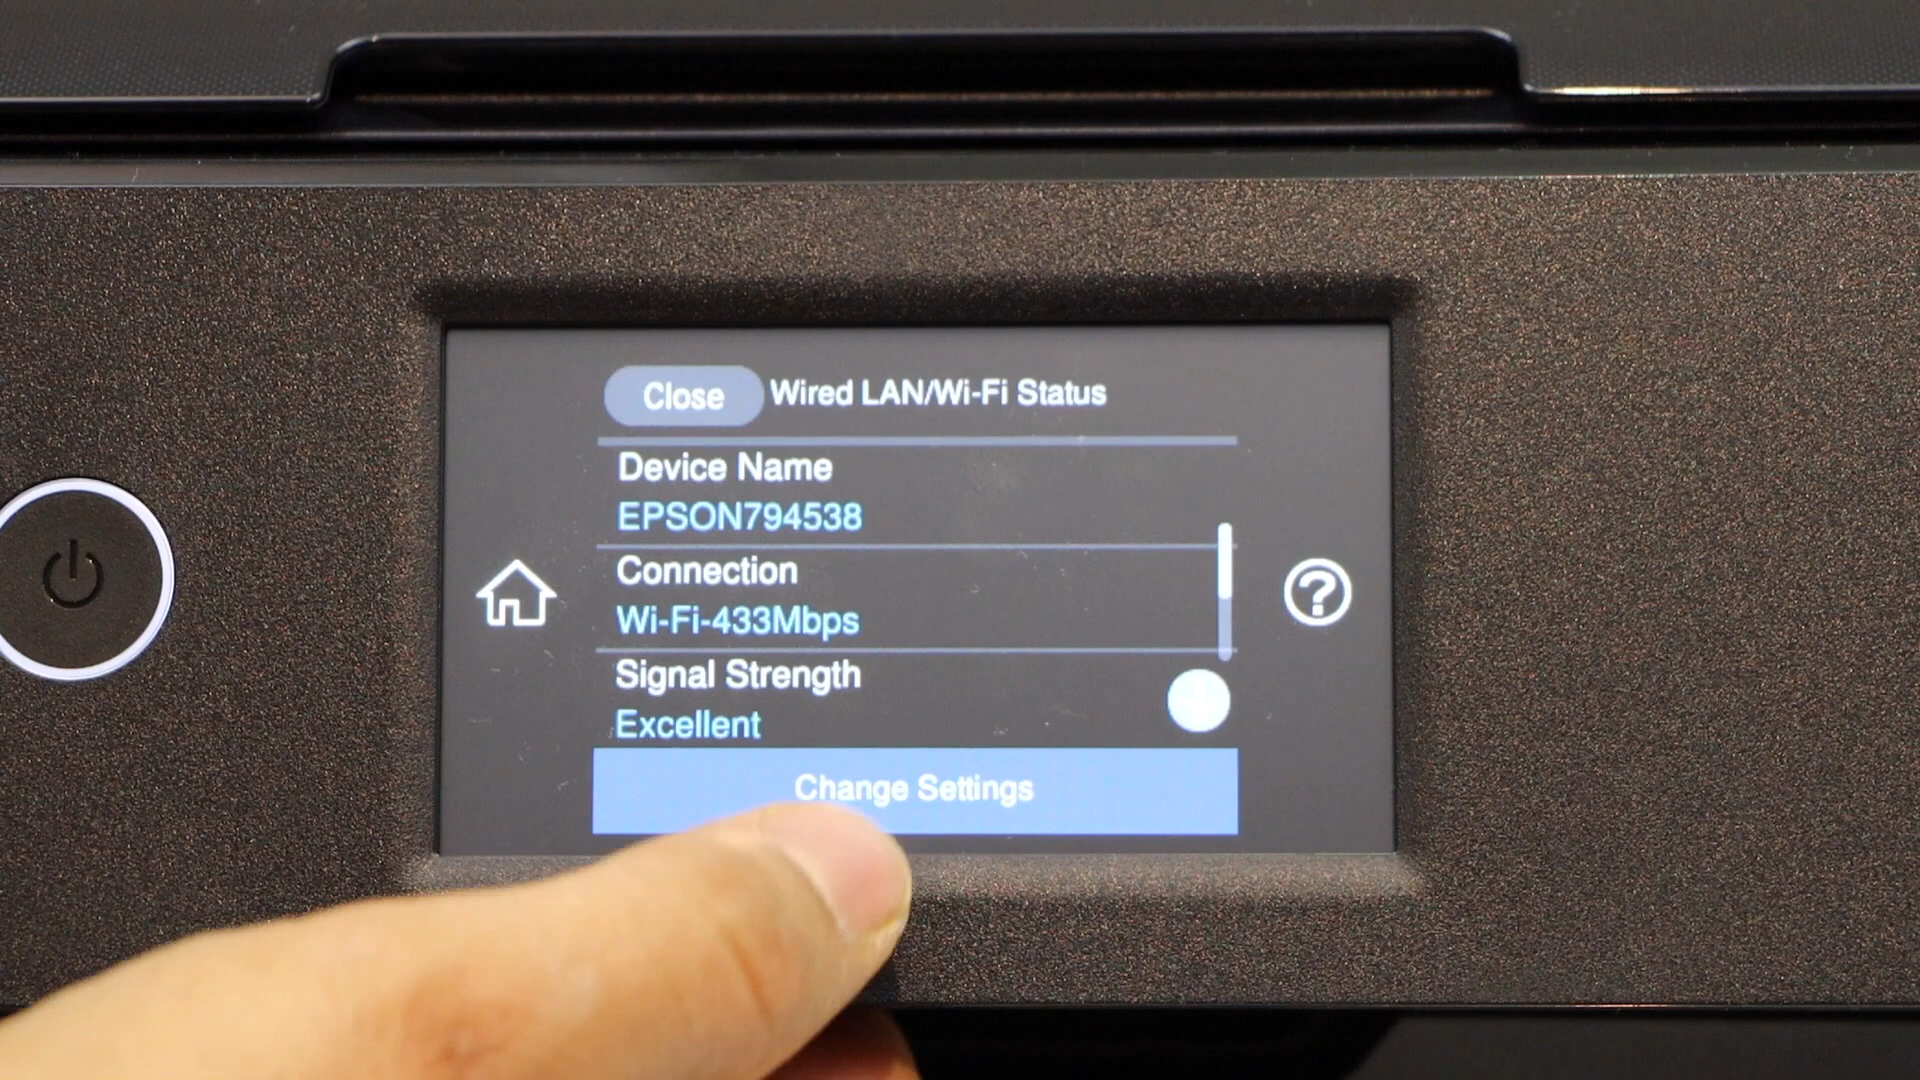 Close Wired LAN/Wi-Fi Status
Device Name
EPSON794538
Connection
Wi-Fi-433Mbps
Signal Strength
Excellent
Change Settings
?